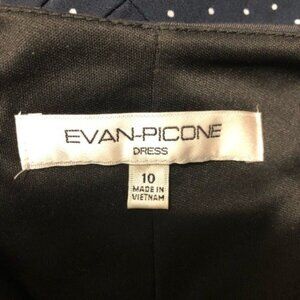 EVAN-PICONE
DRESS
10
MADE IN
VIETNAM